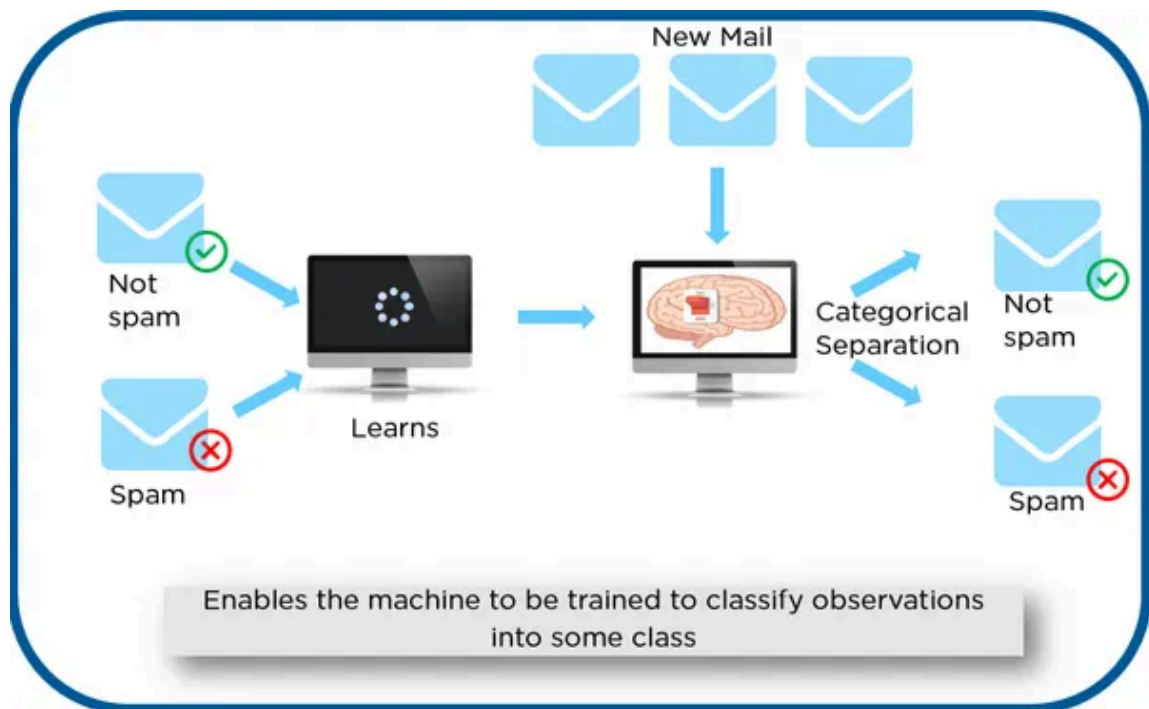 New Mail
Not
spam
Spam
Learns
Categorical
Separation
Not
spam
Spam
Enables the machine to be trained to classify observations
into some class